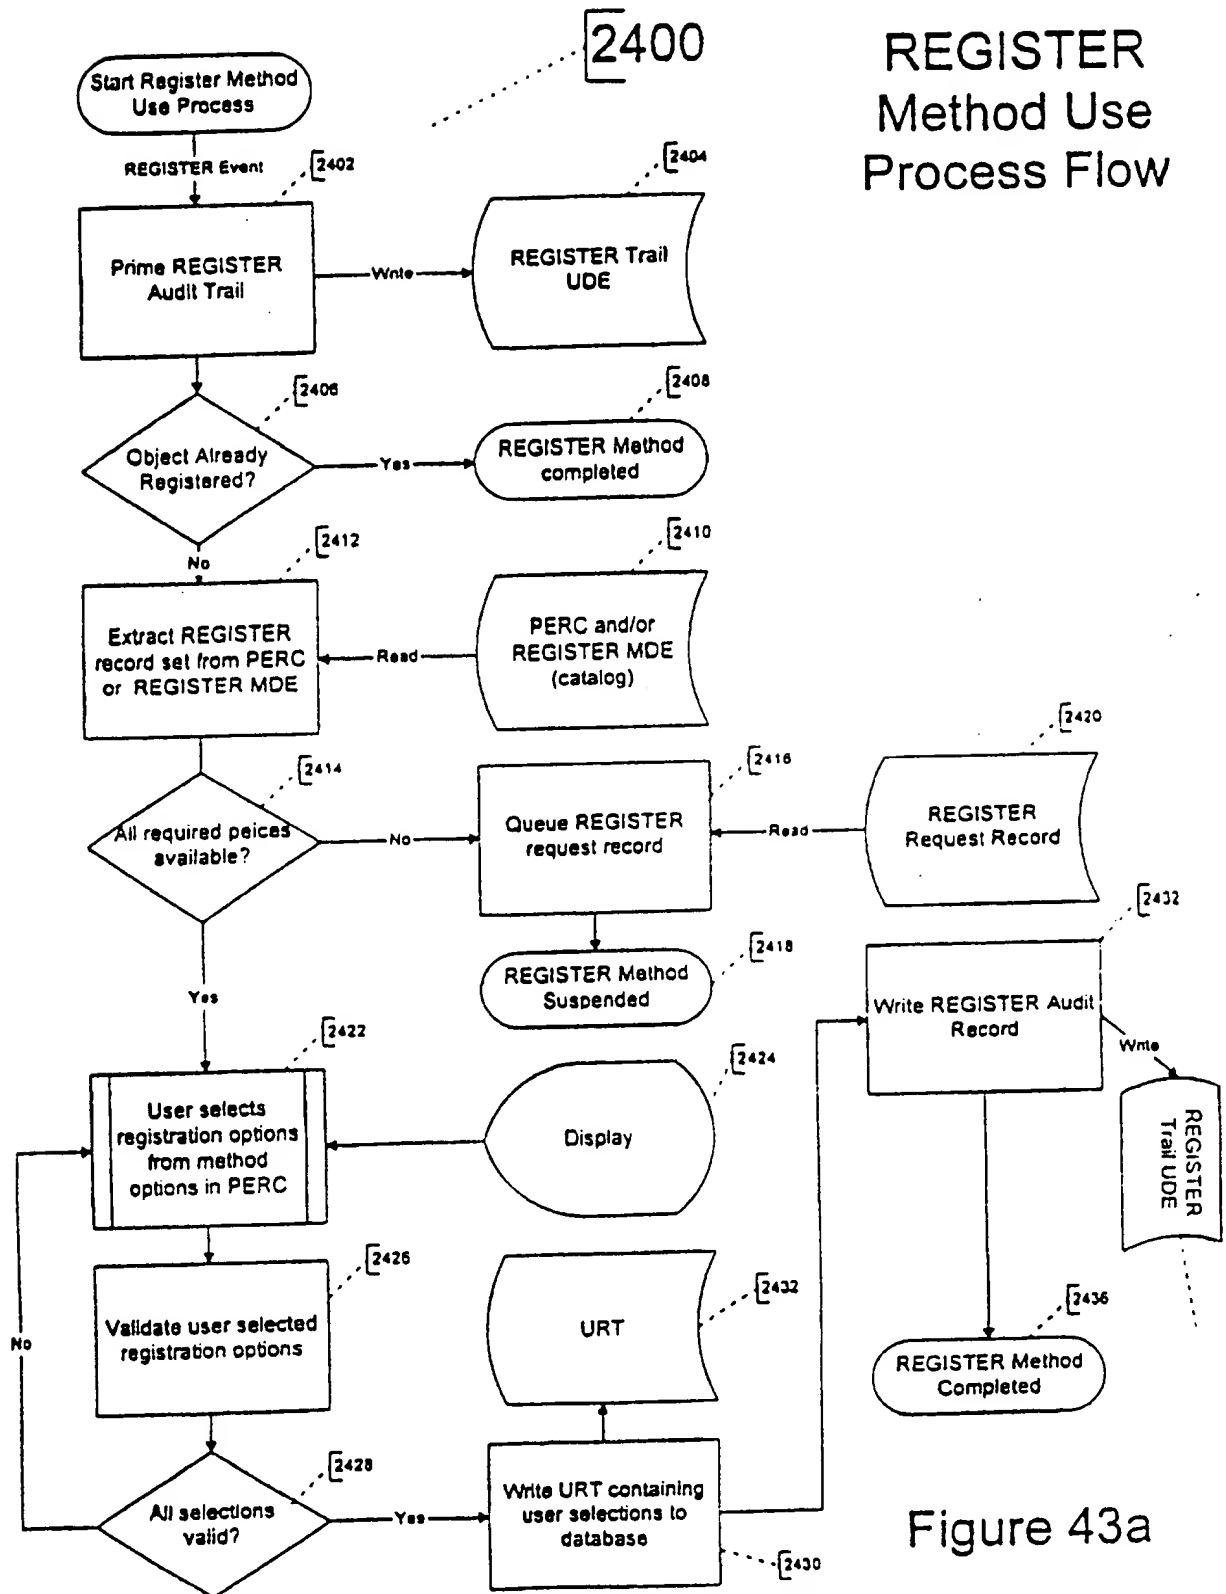 2400
REGISTER
Method Use
Process Flow
Start Register Method
Use Process
REGISTER Event
2402
2404
Prime REGISTER
Audit Trail
Write
REGISTER Trail
UDE
2406
2408
Object Already
Registered?
Yes
REGISTER Method
completed
No
2412
2410
Extract REGISTER
record set from PERC
or REGISTER MDE
Read
PERC and/or
REGISTER MDE
(catalog)
2414
2416
2420
All required peices
available?
No
Queue REGISTER
request record
Read
REGISTER
Request Record
2418
REGISTER Method
Suspended
2432
Write REGISTER Audit
Record
Write
REGISTER
Trail UDE
Yes
2422
2424
User selects
registration options
from method
options in PERC
Display
2426
2432
Validate user selected
registration options
URT
No
2436
REGISTER Method
Completed
2428
All selections
valid?
Yes
Write URT containing
user selections to
database
2430
Figure 43a